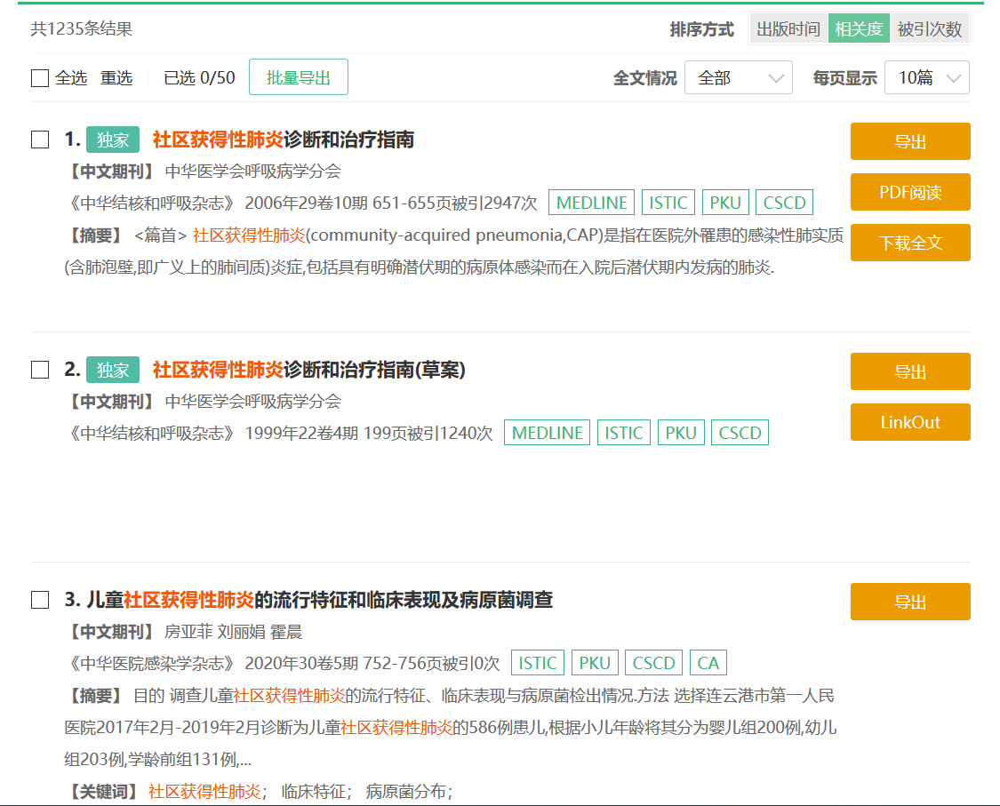 共1235条结果
排序方式 出版时间 相关度 被引次数
全选 重选 已选 0/50 批量导出 全文情况 全部 每页显示 10篇
1. 独家 社区获得性肺炎诊断和治疗指南 导出
【中文期刊】 中华医学会呼吸病学分会
《中华结核和呼吸杂志》 2006年29卷10期 651-655页被引2947次 MEDLINE ISTIC PKU CSCD PDF阅读
【摘要】 <篇首> 社区获得性肺炎(community-acquired pneumonia,CAP)是指在医院外罹患的感染性肺实质 下载全文
(含肺泡壁,即广义上的肺间质)炎症,包括具有明确潜伏期的病原体感染而在入院后潜伏期内发病的肺炎.
2. 独家 社区获得性肺炎诊断和治疗指南(草案) 导出
【中文期刊】 中华医学会呼吸病学分会
《中华结核和呼吸杂志》 1999年22卷4期 199页被引1240次 MEDLINE ISTIC PKU CSCD LinkOut
3. 儿童社区获得性肺炎的流行特征和临床表现及病原菌调查 导出
【中文期刊】 房亚菲 刘丽娟 霍晨
《中华医院感染学杂志》 2020年30卷5期 752-756页被引0次 ISTIC PKU CSCD CA
【摘要】 目的 调查儿童社区获得性肺炎的流行特征、临床表现与病原菌检出情况.方法 选择连云港市第一人民
医院2017年2月-2019年2月诊断为儿童社区获得性肺炎的586例患儿,根据小儿年龄将其分为婴儿组200例,幼儿
组203例,学龄前组131例,...
【关键词】 社区获得性肺炎； 临床特征； 病原菌分布；